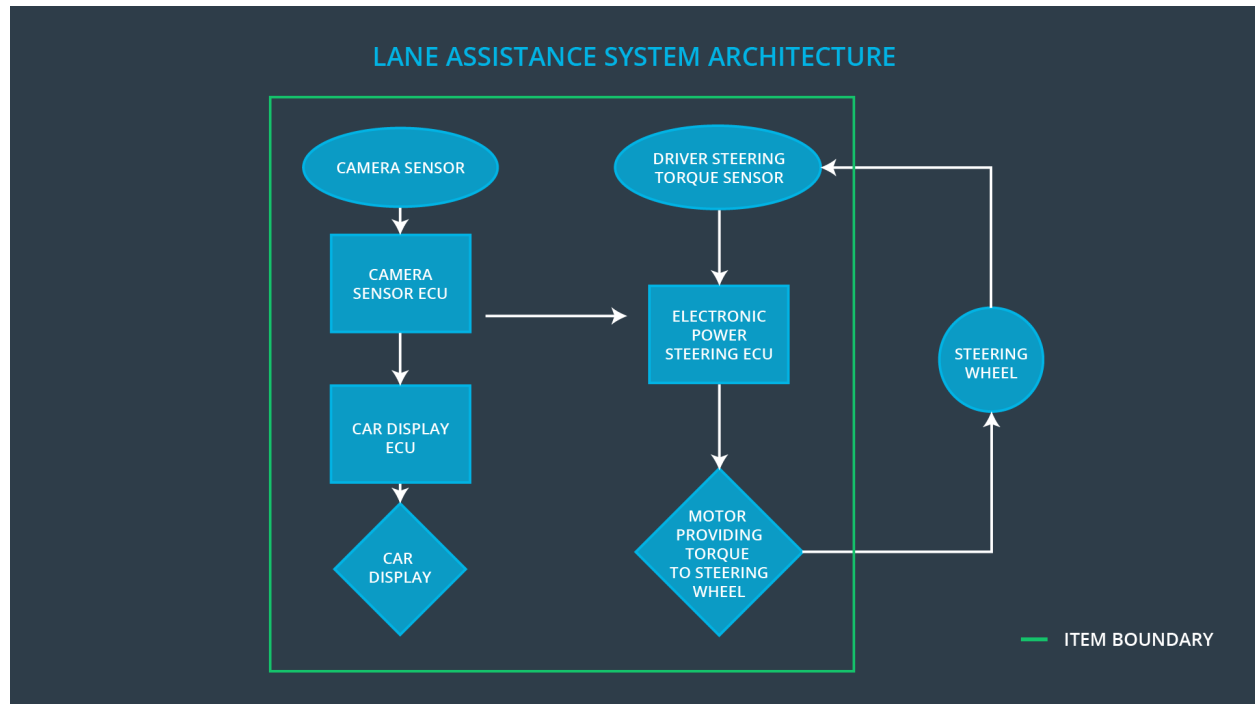 LANE ASSISTANCE SYSTEM ARCHITECTURE
CAMERA SENSOR
DRIVER STEERING
TORQUE SENSOR
CAMERA
SENSOR ECU
ELECTRONIC
POWER
STEERING ECU
STEERING
WHEEL
CAR DISPLAY
ECU
CAR
DISPLAY
MOTOR
PROVIDING
TORQUE
TO STEERING
WHEEL
ITEM BOUNDARY